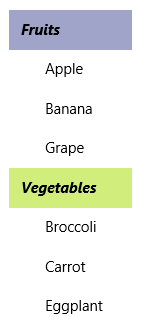 Fruits
Apple
Banana
Grape
Vegetables
Broccoli
Carrot
Eggplant